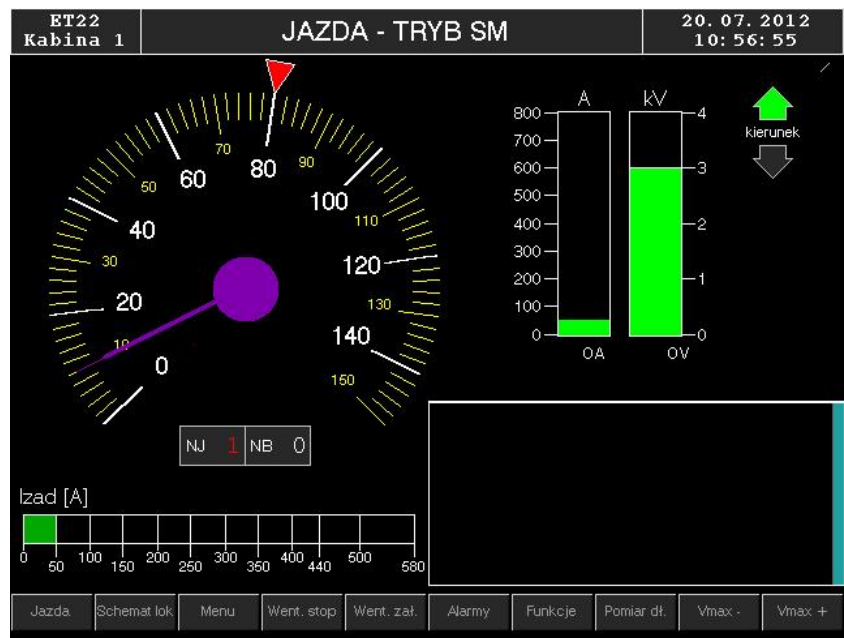 ET22
Kabina 1
JAZDA - TRYB SM
20. 07. 2012
10: 56: 55
0
10
20
30
40
50
60
70
80
90
100
110
120
130
140
150
A
kV
800
700
600
500
400
300
200
100
0
4
3
2
1
0
0A
0V
kierunek
NJ 1 NB 0
Izad [A]
0 50 100 150 200 250 300 350 400 440 500 580
Jazda Schemat lok Menu Went. stop Went. zał. Alarmy Funkcje Pomiar dł. Vmax - Vmax +